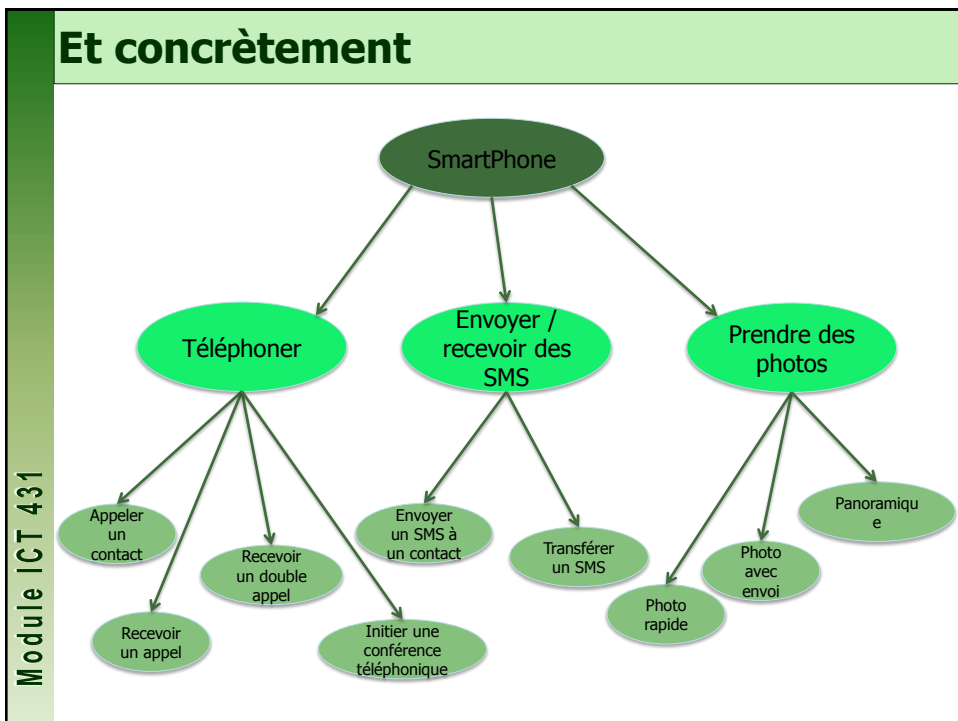 Et concrètement
SmartPhone
Téléphoner
Envoyer /
recevoir des
SMS
Prendre des
photos
Appeler
un
contact
Recevoir
un appel
Recevoir
un double
appel
Initier une
conférence
téléphonique
Envoyer
un SMS à
un contact
Transférer
un SMS
Photo
rapide
Photo
avec
envoi
Panoramiqu
e
Module ICT 431